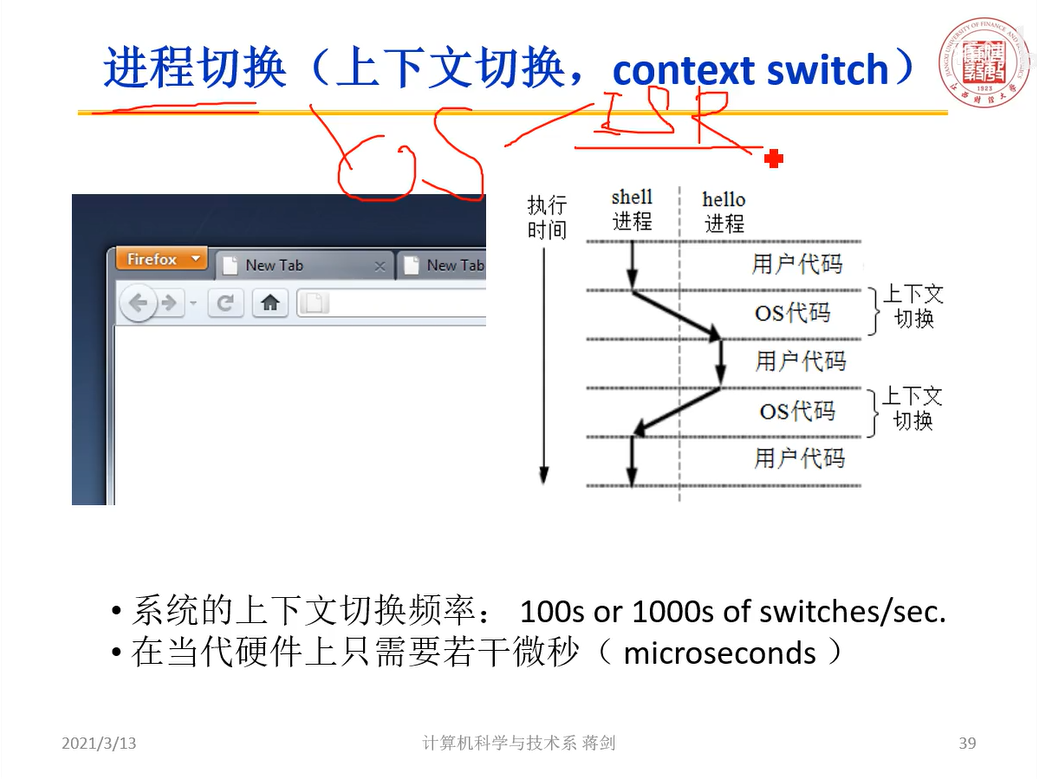 进程切换（上下文切换，context switch）
OS ISR
Firefox
New Tab
New Tab
执行时间
shell进程
hello进程
用户代码
OS代码
上下文切换
用户代码
OS代码
上下文切换
用户代码
• 系统的上下文切换频率： 100s or 1000s of switches/sec.
• 在当代硬件上只需要若干微秒（ microseconds ）
2021/3/13
计算机科学与技术系 蒋剑
39